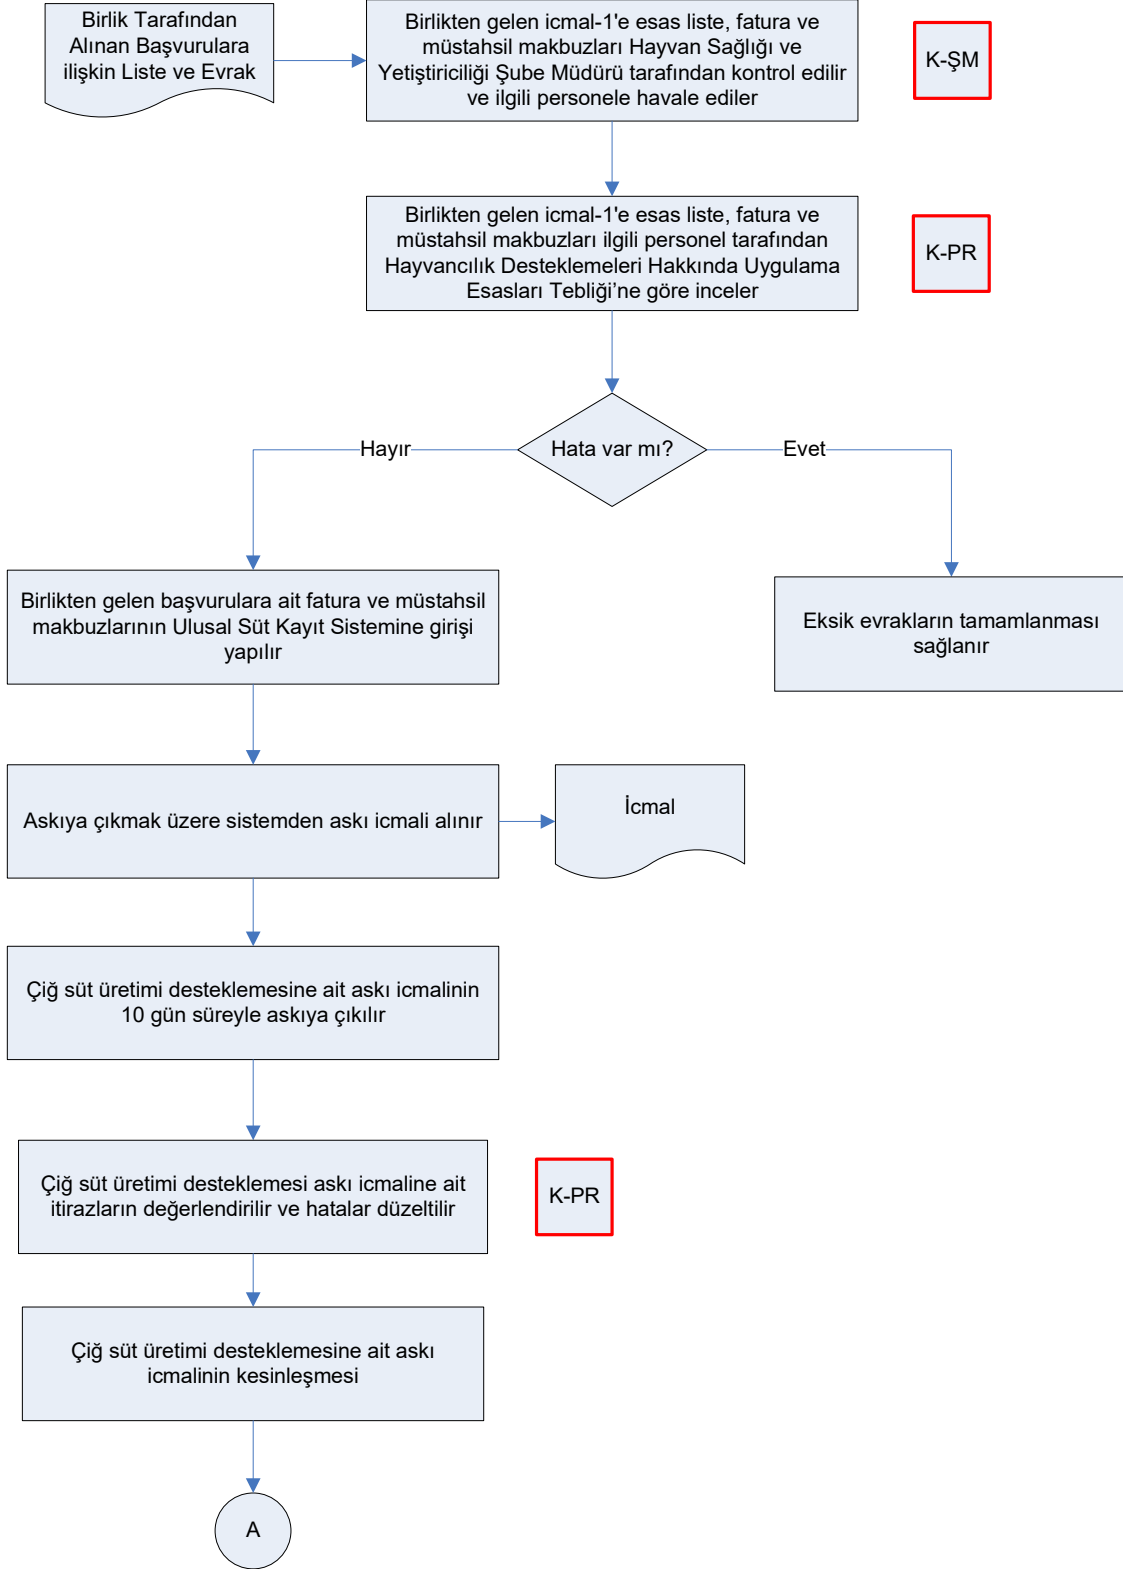 Birlik Tarafından
Alınan Başvurulara
ilişkin Liste ve Evrak
Birlikten gelen icmal-1'e esas liste, fatura ve
müstahsil makbuzları Hayvan Sağlığı ve
Yetiştiriciliği Şube Müdürü tarafından kontrol edilir
ve ilgili personele havale ediler
K-ŞM
Birlikten gelen icmal-1'e esas liste, fatura ve
müstahsil makbuzları ilgili personel tarafından
Hayvancılık Desteklemeleri Hakkında Uygulama
Esasları Tebliği’ne göre inceler
K-PR
Hata var mı?
Hayır
Evet
Birlikten gelen başvurulara ait fatura ve müstahsil
makbuzlarının Ulusal Süt Kayıt Sistemine girişi
yapılır
Eksik evrakların tamamlanması
sağlanır
Askıya çıkmak üzere sistemden askı icmali alınır
İcmal
Çiğ süt üretimi desteklemesine ait askı icmalinin
10 gün süreyle askıya çıkılır
Çiğ süt üretimi desteklemesi askı icmaline ait
itirazların değerlendirilir ve hatalar düzeltilir
K-PR
Çiğ süt üretimi desteklemesine ait askı
icmalinin kesinleşmesi
A